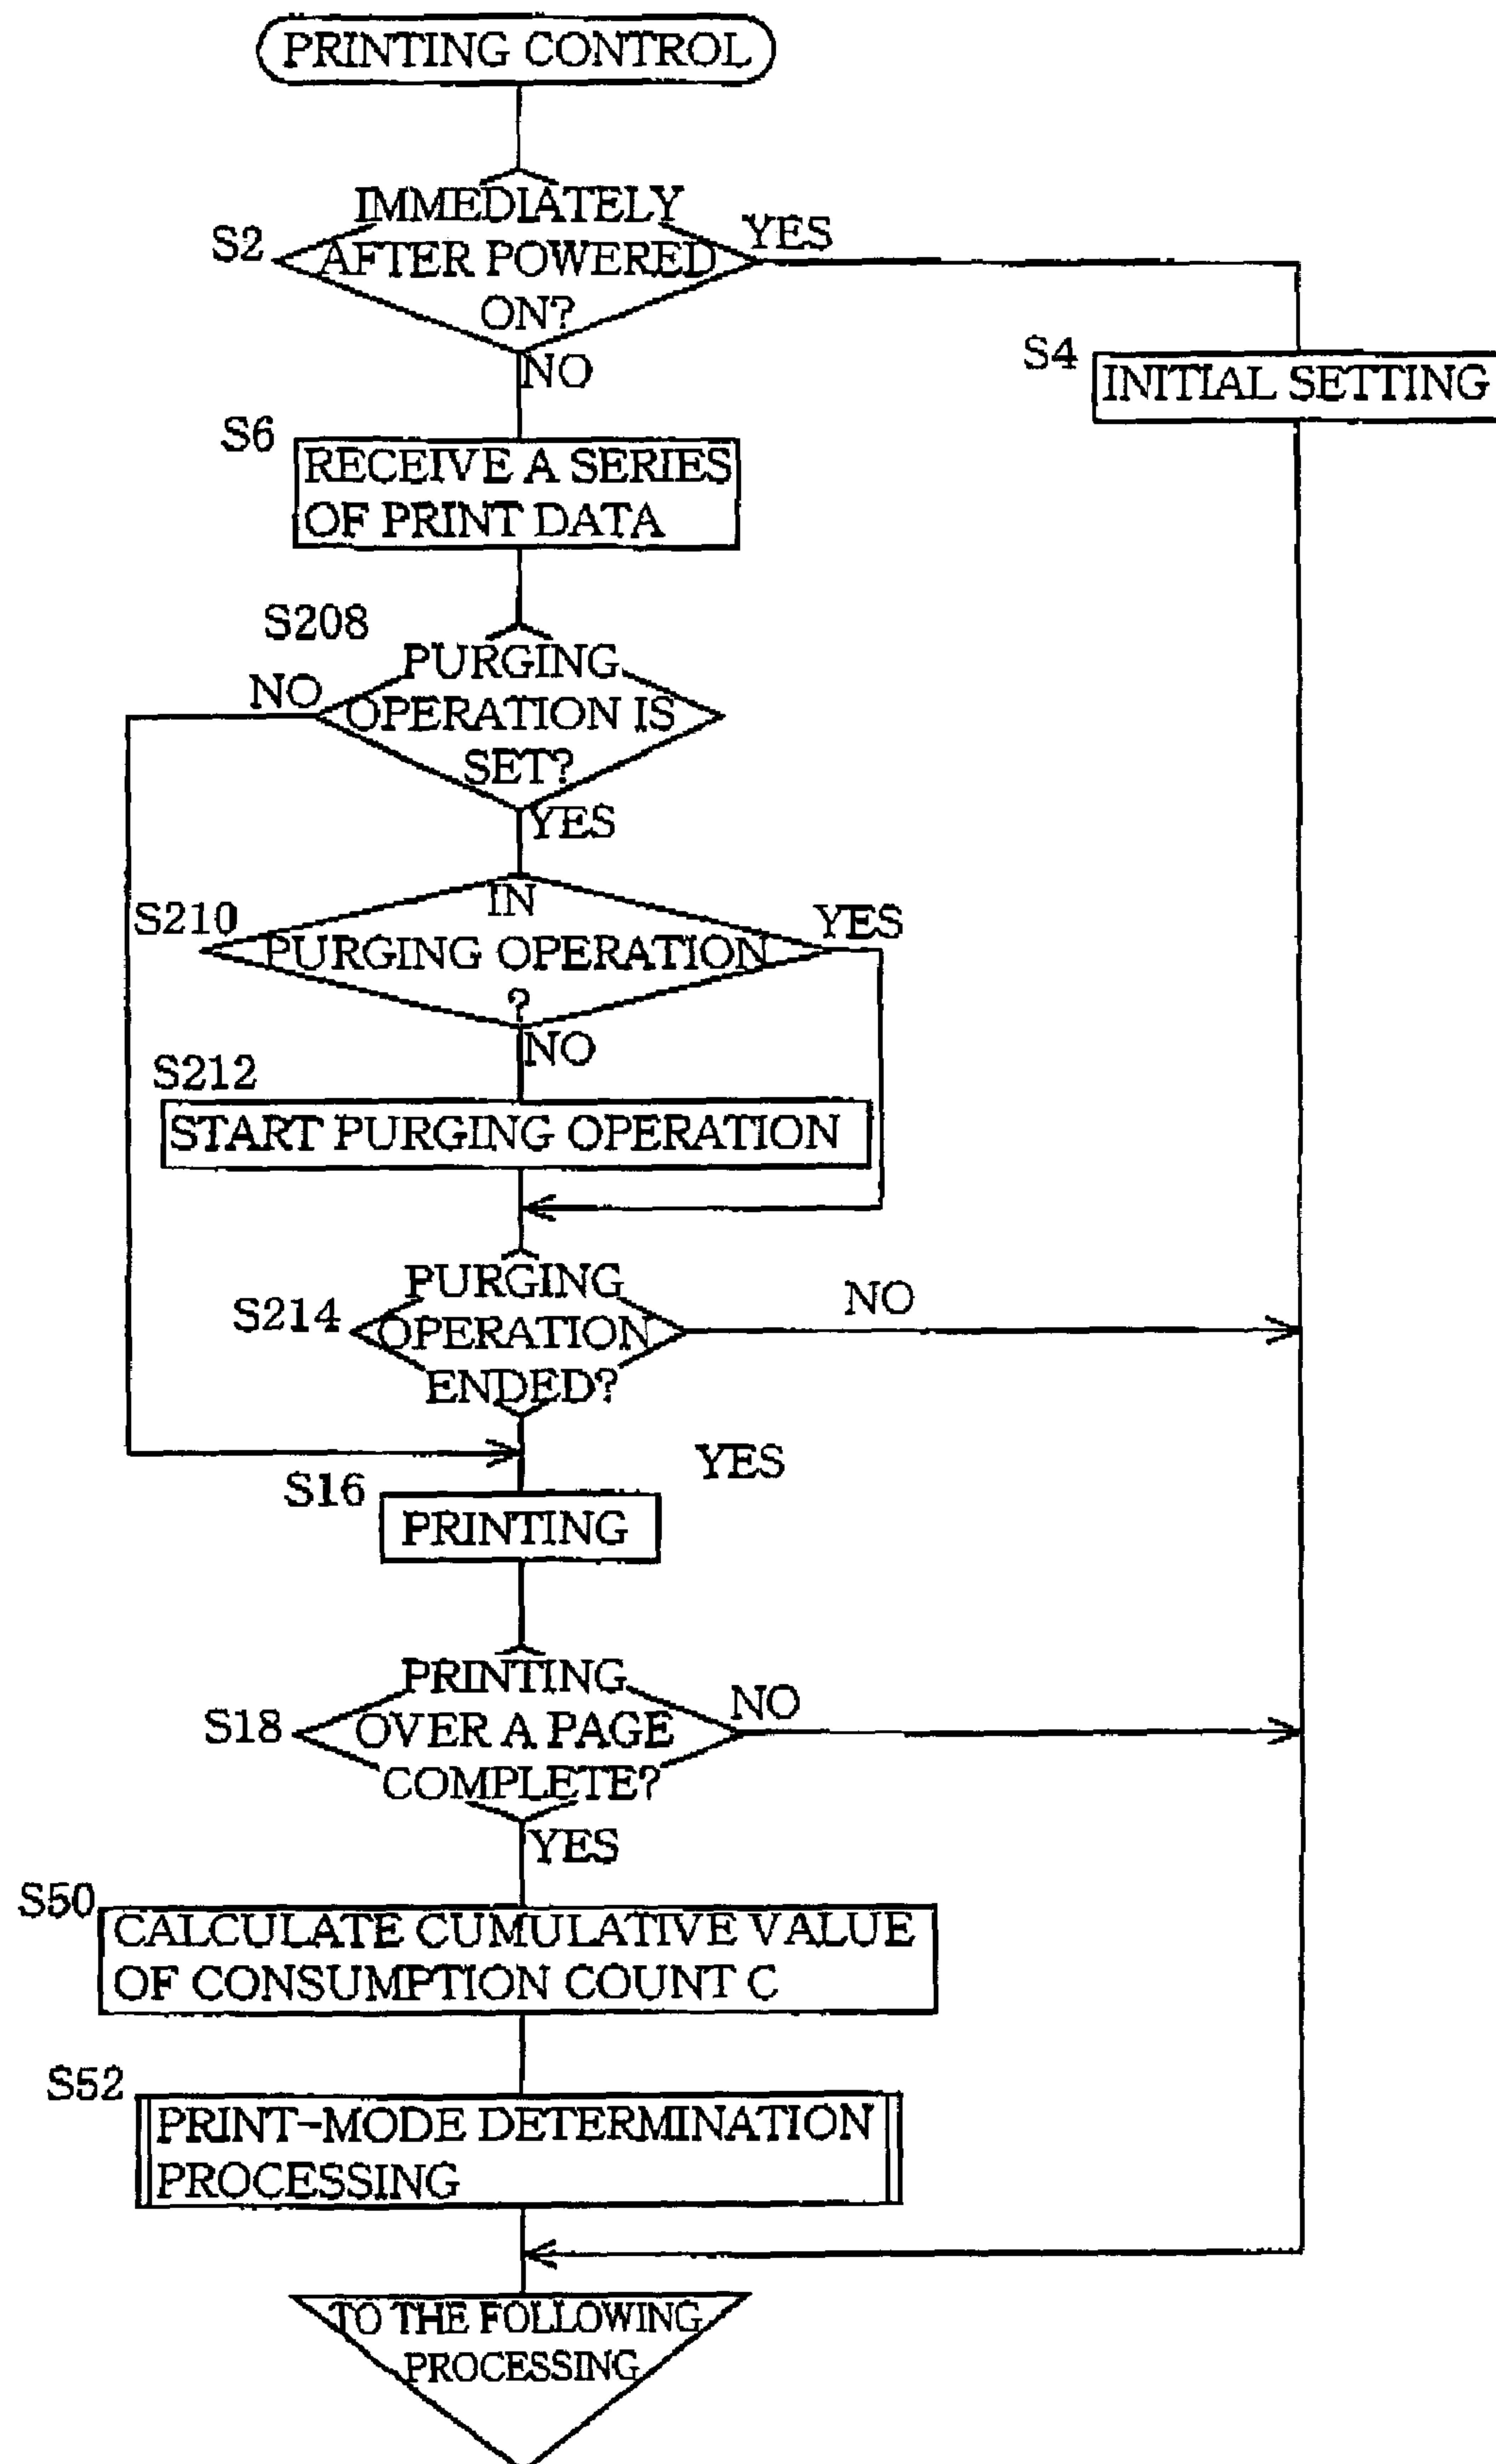 PRINTING CONTROL
IMMEDIATELY
AFTER POWERED
ON?
S2
YES
NO
S4
INITIAL SETTING
S6
RECEIVE A SERIES
OF PRINT DATA
S208
PURGING
OPERATION IS
SET?
NO
YES
S210
IN
PURGING OPERATION
?
YES
NO
S212
START PURGING OPERATION
S214
PURGING
OPERATION
ENDED?
NO
YES
S16
PRINTING
S18
PRINTING
OVER A PAGE
COMPLETE?
NO
YES
S50
CALCULATE CUMULATIVE VALUE
OF CONSUMPTION COUNT C
S52
PRINT-MODE DETERMINATION
PROCESSING
TO THE FOLLOWING
PROCESSING